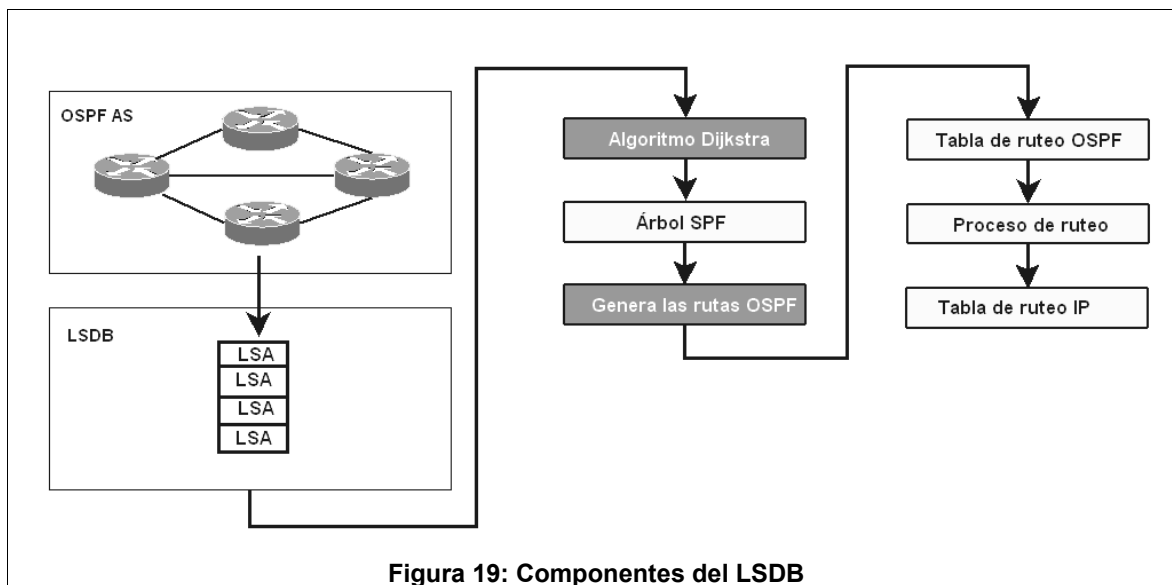 OSPF AS
LSDB
LSA
LSA
LSA
LSA
Algoritmo Dijkstra
Árbol SPF
Genera las rutas OSPF
Tabla de ruteo OSPF
Proceso de ruteo
Tabla de ruteo IP
Figura 19: Componentes del LSDB